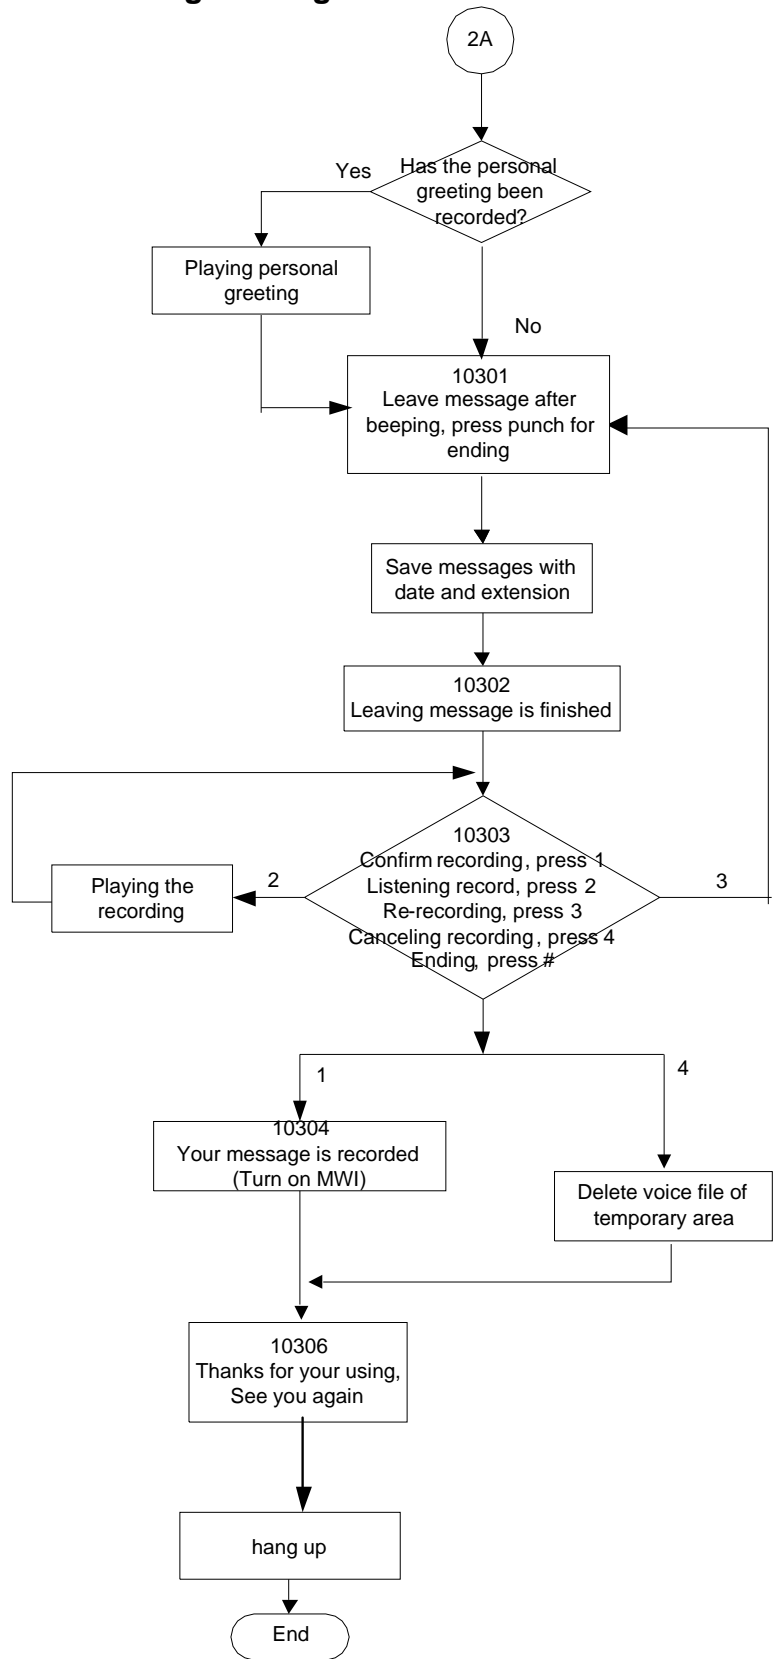 2A
Has the personal
greeting been
recorded?
Yes
Playing personal
greeting
No
10301
Leave message after
beeping, press punch for
ending
Save messages with
date and extension
10302
Leaving message is finished
10303
Confirm recording, press 1
Listening record, press 2
Re-recording, press 3
Canceling recording, press 4
Ending, press #
2
Playing the
recording
3
1
4
10304
Your message is recorded
(Turn on MWI)
Delete voice file of
temporary area
10306
Thanks for your using,
See you again
hang up
End